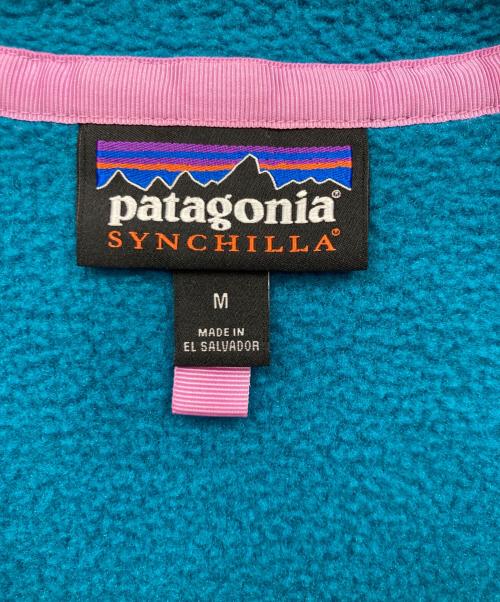 patagonia®
SYNCHILLA®
M
MADE IN
EL SALVADOR